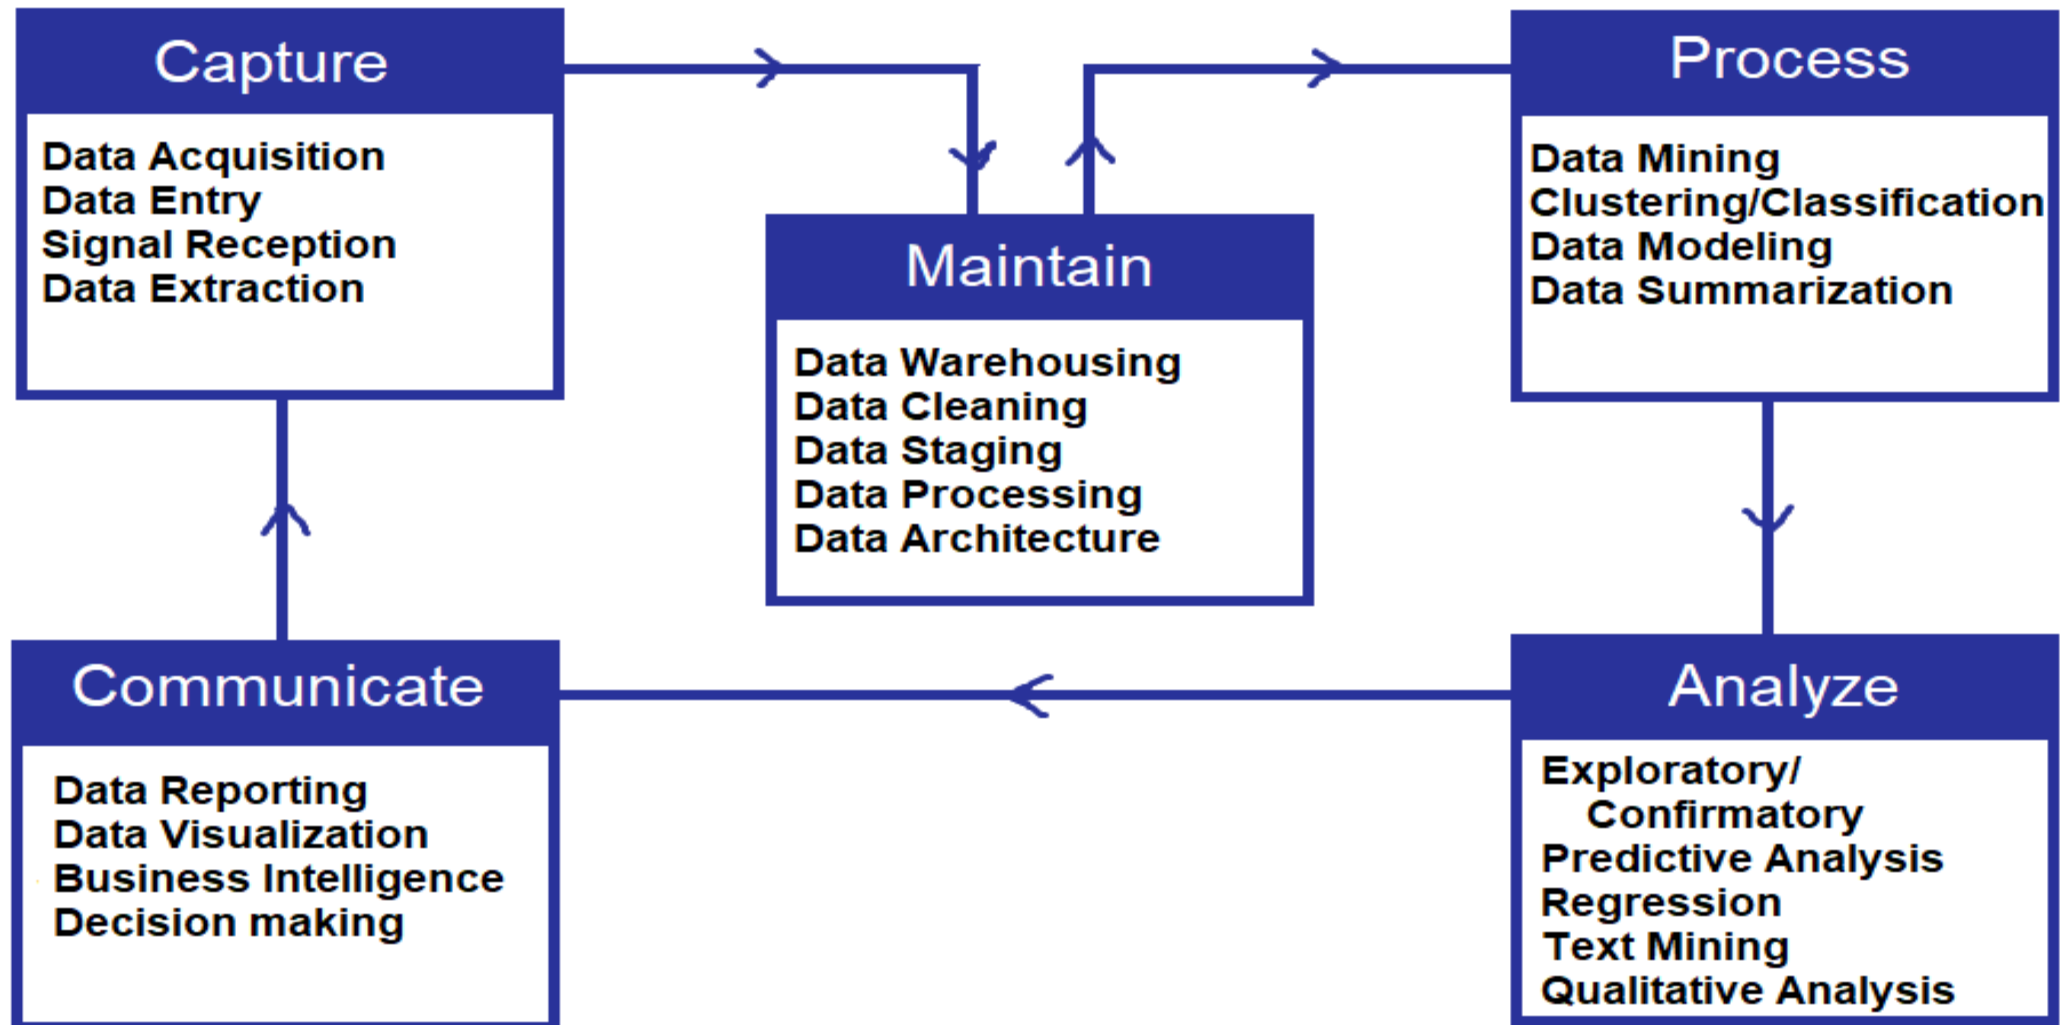 Capture
Data Acquisition
Data Entry
Signal Reception
Data Extraction
Maintain
Data Warehousing
Data Cleaning
Data Staging
Data Processing
Data Architecture
Process
Data Mining
Clustering/Classification
Data Modeling
Data Summarization
Analyze
Exploratory/
Confirmatory
Predictive Analysis
Regression
Text Mining
Qualitative Analysis
Communicate
Data Reporting
Data Visualization
Business Intelligence
Decision making